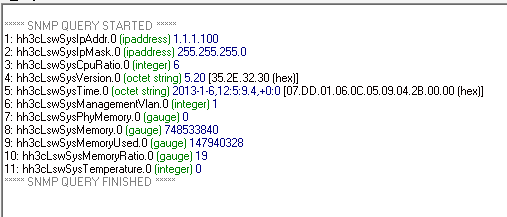 ***** SNMP QUERY STARTED *****
1: hh3cLswSysIpAddr.0 (ipaddress) 1.1.1.100
2: hh3cLswSysIpMask.0 (ipaddress) 255.255.255.0
3: hh3cLswSysCpuRatio.0 (integer) 6
4: hh3cLswSysVersion.0 (octet string) 5.20 [35.2E.32.30 (hex)]
5: hh3cLswSysTime.0 (octet string) 2013-1-6,12:5:9.4,+0:0 [07.DD.01.06.0C.05.09.04.2B.00.00 (hex)]
6: hh3cLswSysManagementVlan.0 (integer) 1
7: hh3cLswSysPhyMemory.0 (gauge) 0
8: hh3cLswSysMemory.0 (gauge) 748533840
9: hh3cLswSysMemoryUsed.0 (gauge) 147940328
10: hh3cLswSysMemoryRatio.0 (gauge) 19
11: hh3cLswSysTemperature.0 (integer) 0
***** SNMP QUERY FINISHED *****